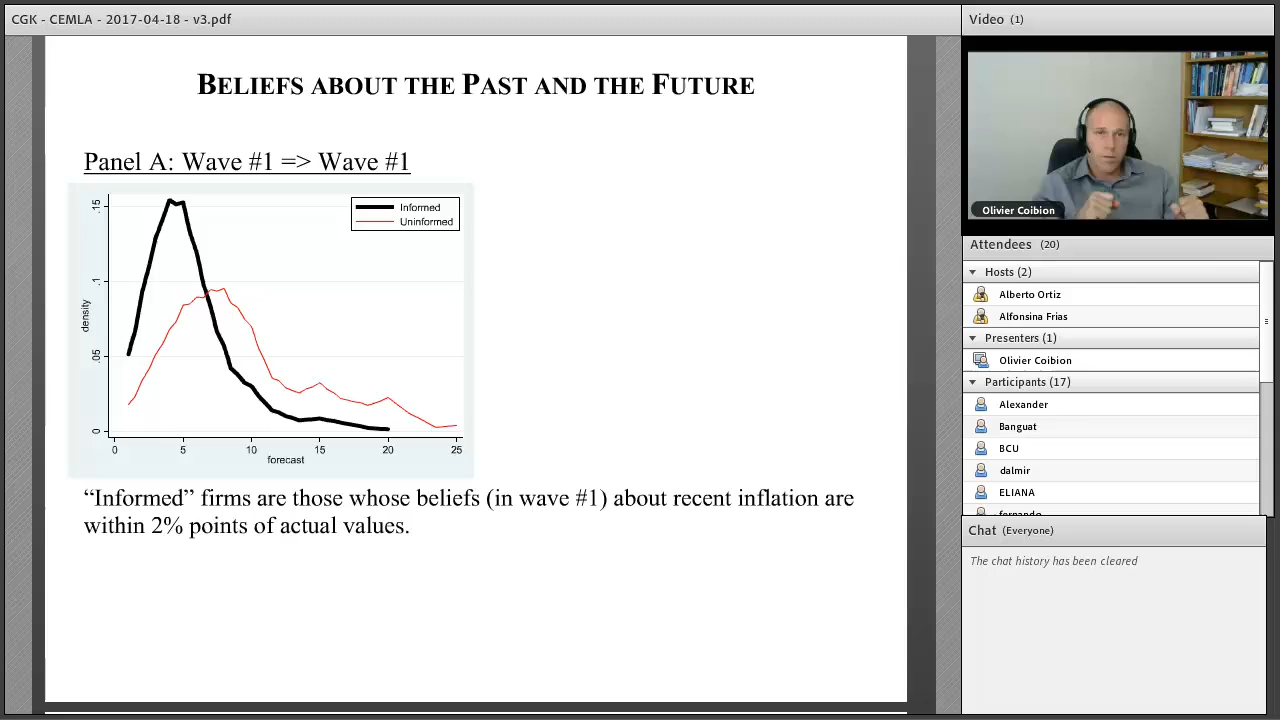 CGK - CEMLA - 2017-04-18 - v3.pdf
BELIEFS ABOUT THE PAST AND THE FUTURE
Panel A: Wave #1 => Wave #1
Informed
Uninformed
.15
.1
.05
0
density
0 5 10 15 20 25
forecast
“Informed” firms are those whose beliefs (in wave #1) about recent inflation are
within 2% points of actual values.
Video (1)
Olivier Coibion
Attendees (20)
Hosts (2)
Alberto Ortiz
Alfonsina Frias
Presenters (1)
Olivier Coibion
Participants (17)
Alexander
Banguat
BCU
dalmir
ELIANA
Chat (Everyone)
The chat history has been cleared